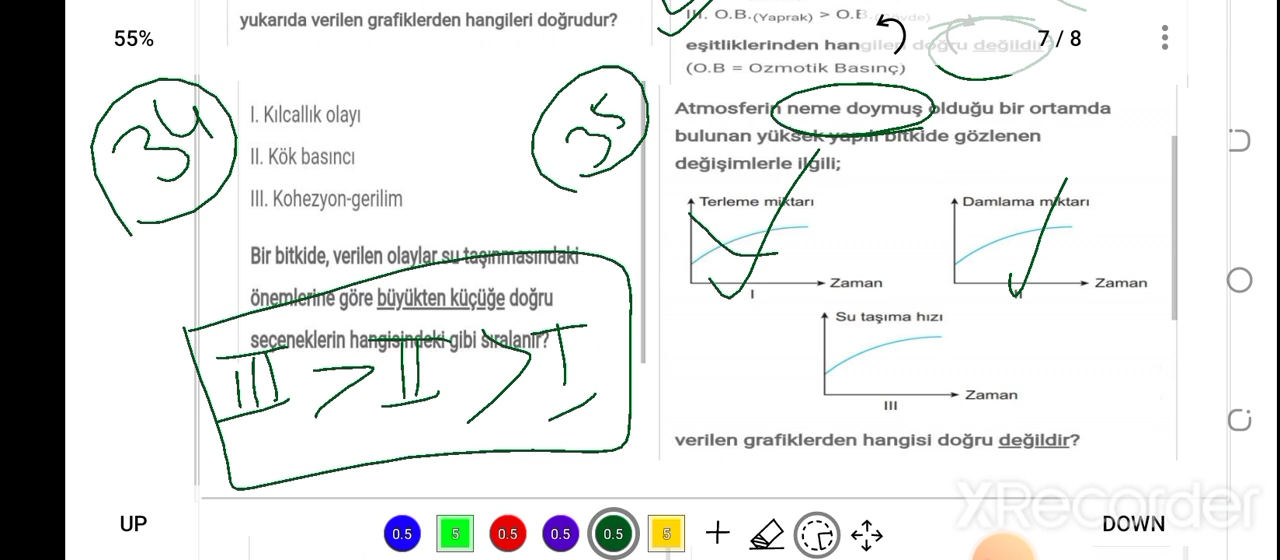 55%
yukarıda verilen grafiklerden hangileri doğrudur?
34
I. Kılcallık olayı
II. Kök basıncı
III. Kohezyon-gerilim
Bir bitkide, verilen olaylar su taşınmasındaki
önemlerine göre büyükten küçüğe doğru
seçeneklerin hangisindeki gibi sıralanır?
III > II > I
III. O.B.(Yaprak) > O.B.(Gövde)
eşitliklerinden hangileri doğru değildir
(O.B = Ozmotik Basınç)
7 / 8
35
Atmosferin neme doymuş olduğu bir ortamda
bulunan yüksek yapılı bitkide gözlenen
değişimlerle ilgili;
Terleme miktarı
Zaman
I
Damlama miktarı
Zaman
II
Su taşıma hızı
Zaman
III
verilen grafiklerden hangisi doğru değildir?
XRecorder
UP
0.5
5
0.5
0.5
0.5
5
DOWN